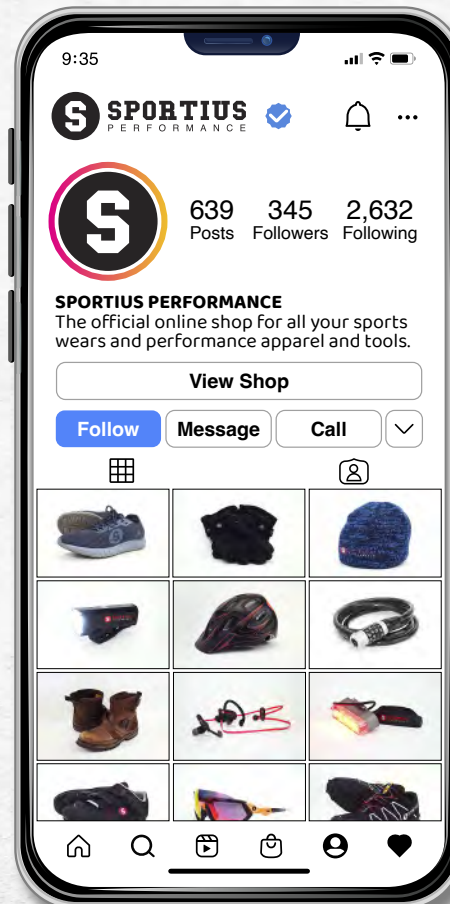 9:35
S SPORTIUS
PERFORMANCE
S
639 345 2,632
Posts Followers Following
SPORTIUS PERFORMANCE
The official online shop for all your sports
wears and performance apparel and tools.
View Shop
Follow Message Call